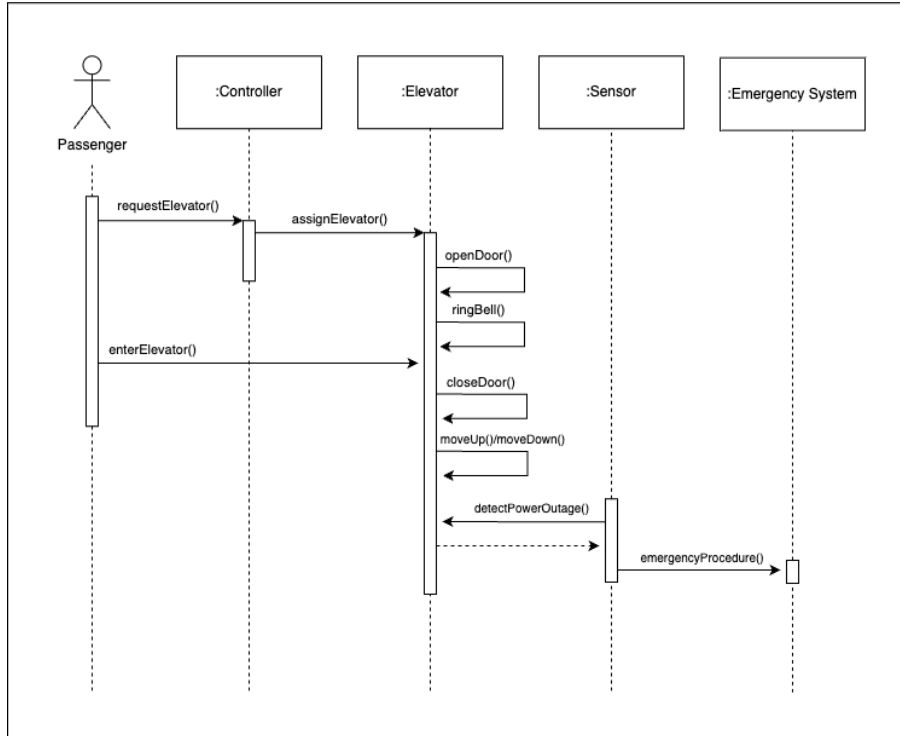 :Controller
:Elevator
:Sensor
:Emergency System
Passenger
requestElevator()
assignElevator()
openDoor()
ringBell()
enterElevator()
closeDoor()
moveUp()/moveDown()
detectPowerOutage()
emergencyProcedure()